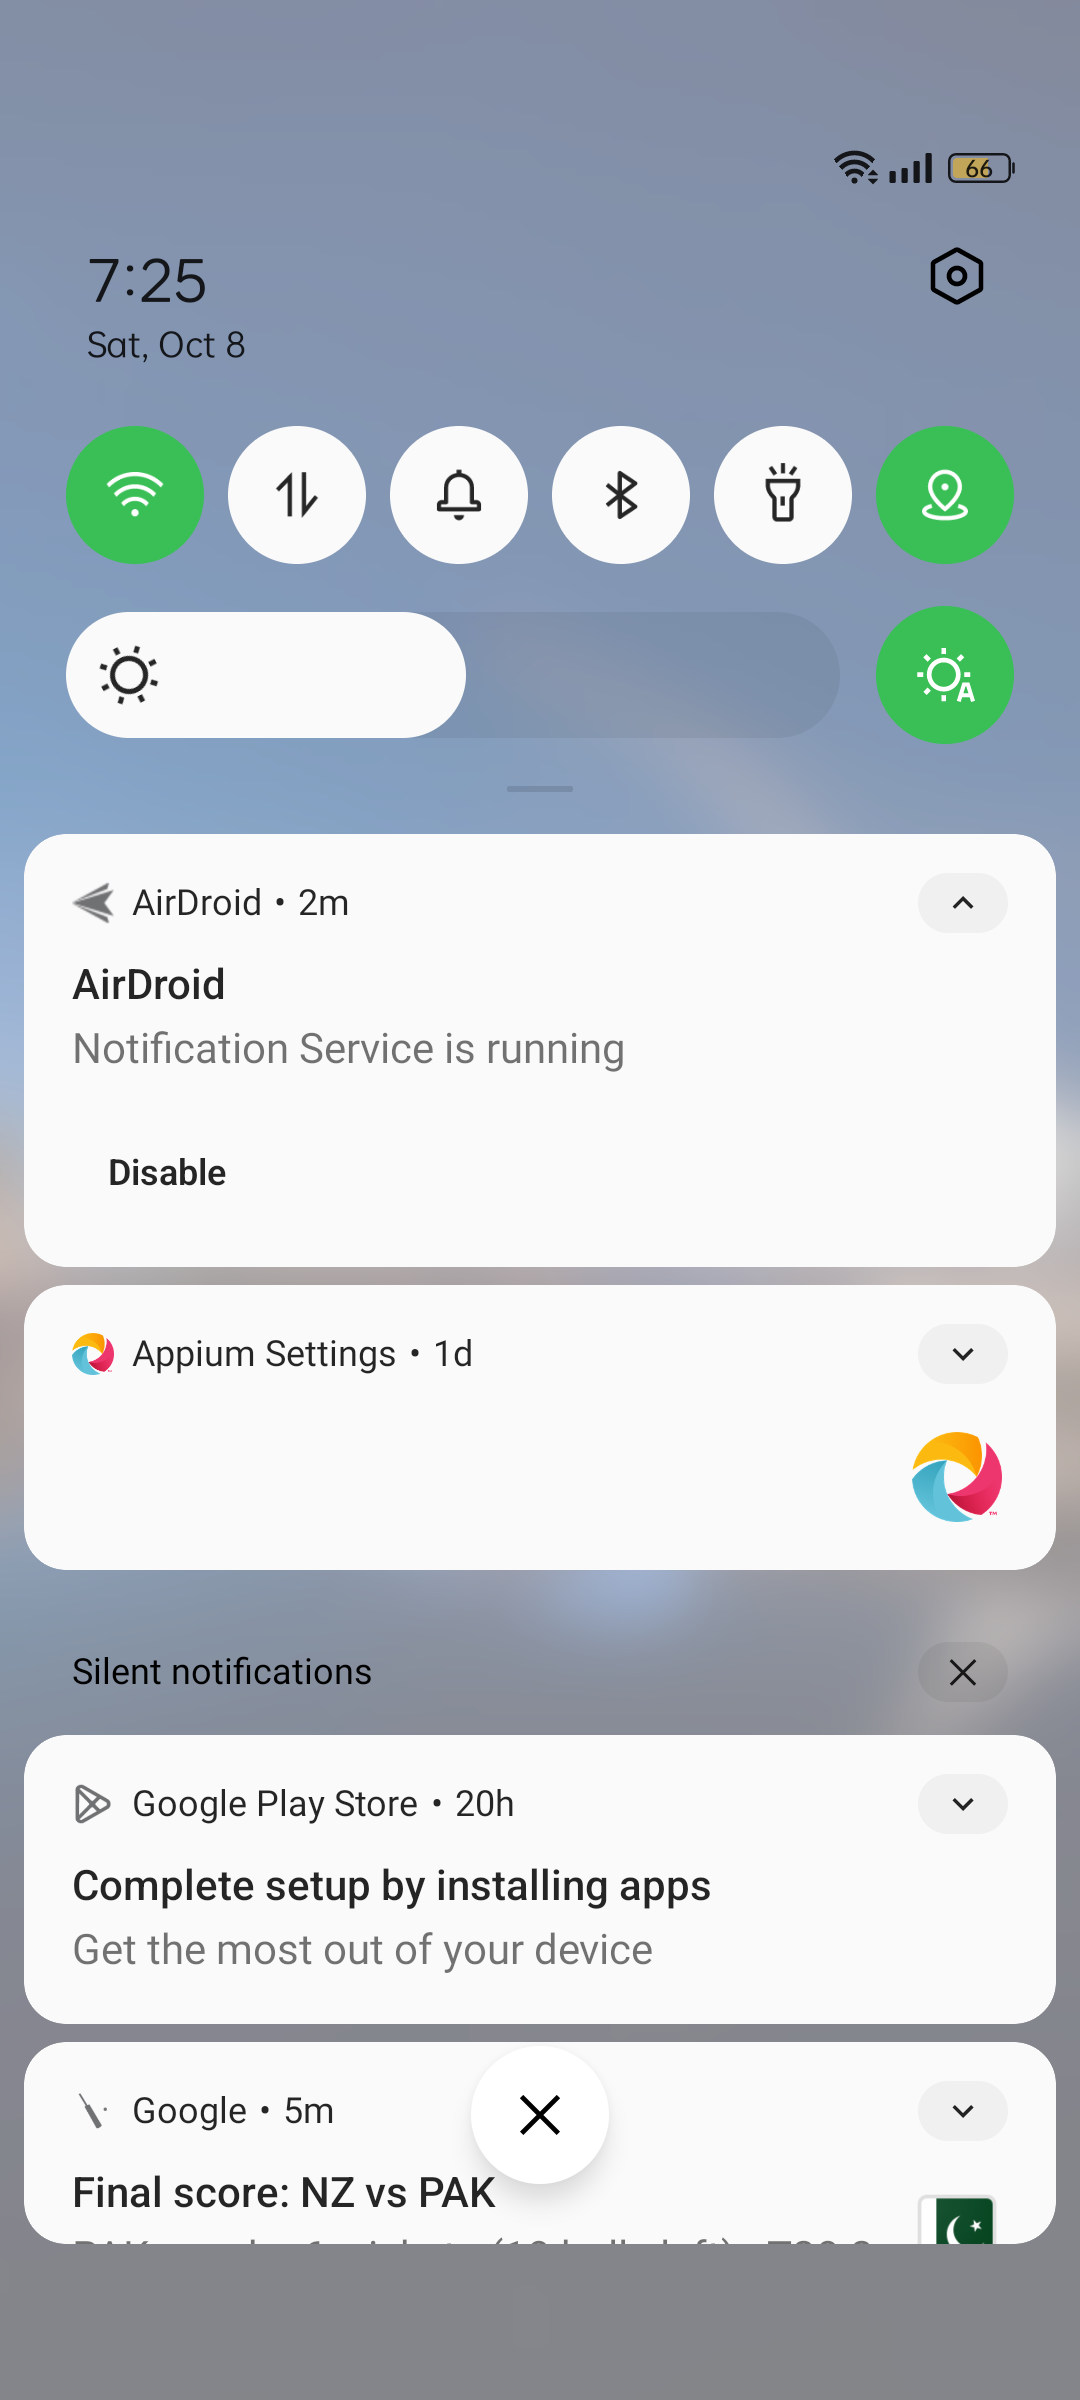 66
7:25
Sat, Oct 8
A
AirDroid • 2m
AirDroid
Notification Service is running
Disable
Appium Settings • 1d
Silent notifications
Google Play Store • 20h
Complete setup by installing apps
Get the most out of your device
Google • 5m
Final score: NZ vs PAK